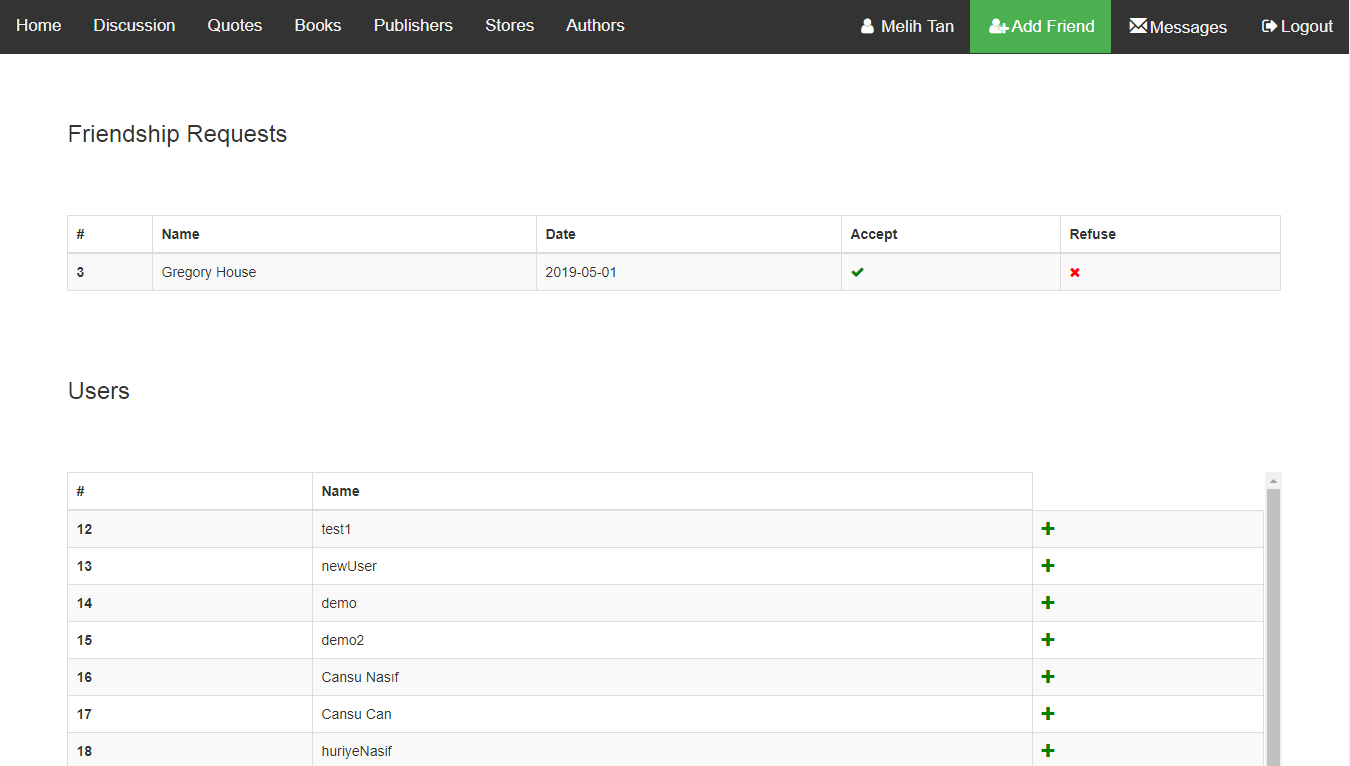 Home Discussion Quotes Books Publishers Stores Authors Melih Tan Add Friend Messages Logout
Friendship Requests
# Name Date Accept Refuse
3 Gregory House 2019-05-01
Users
# Name
12 test1
13 newUser
14 demo
15 demo2
16 Cansu Nasıf
17 Cansu Can
18 huriyeNasif